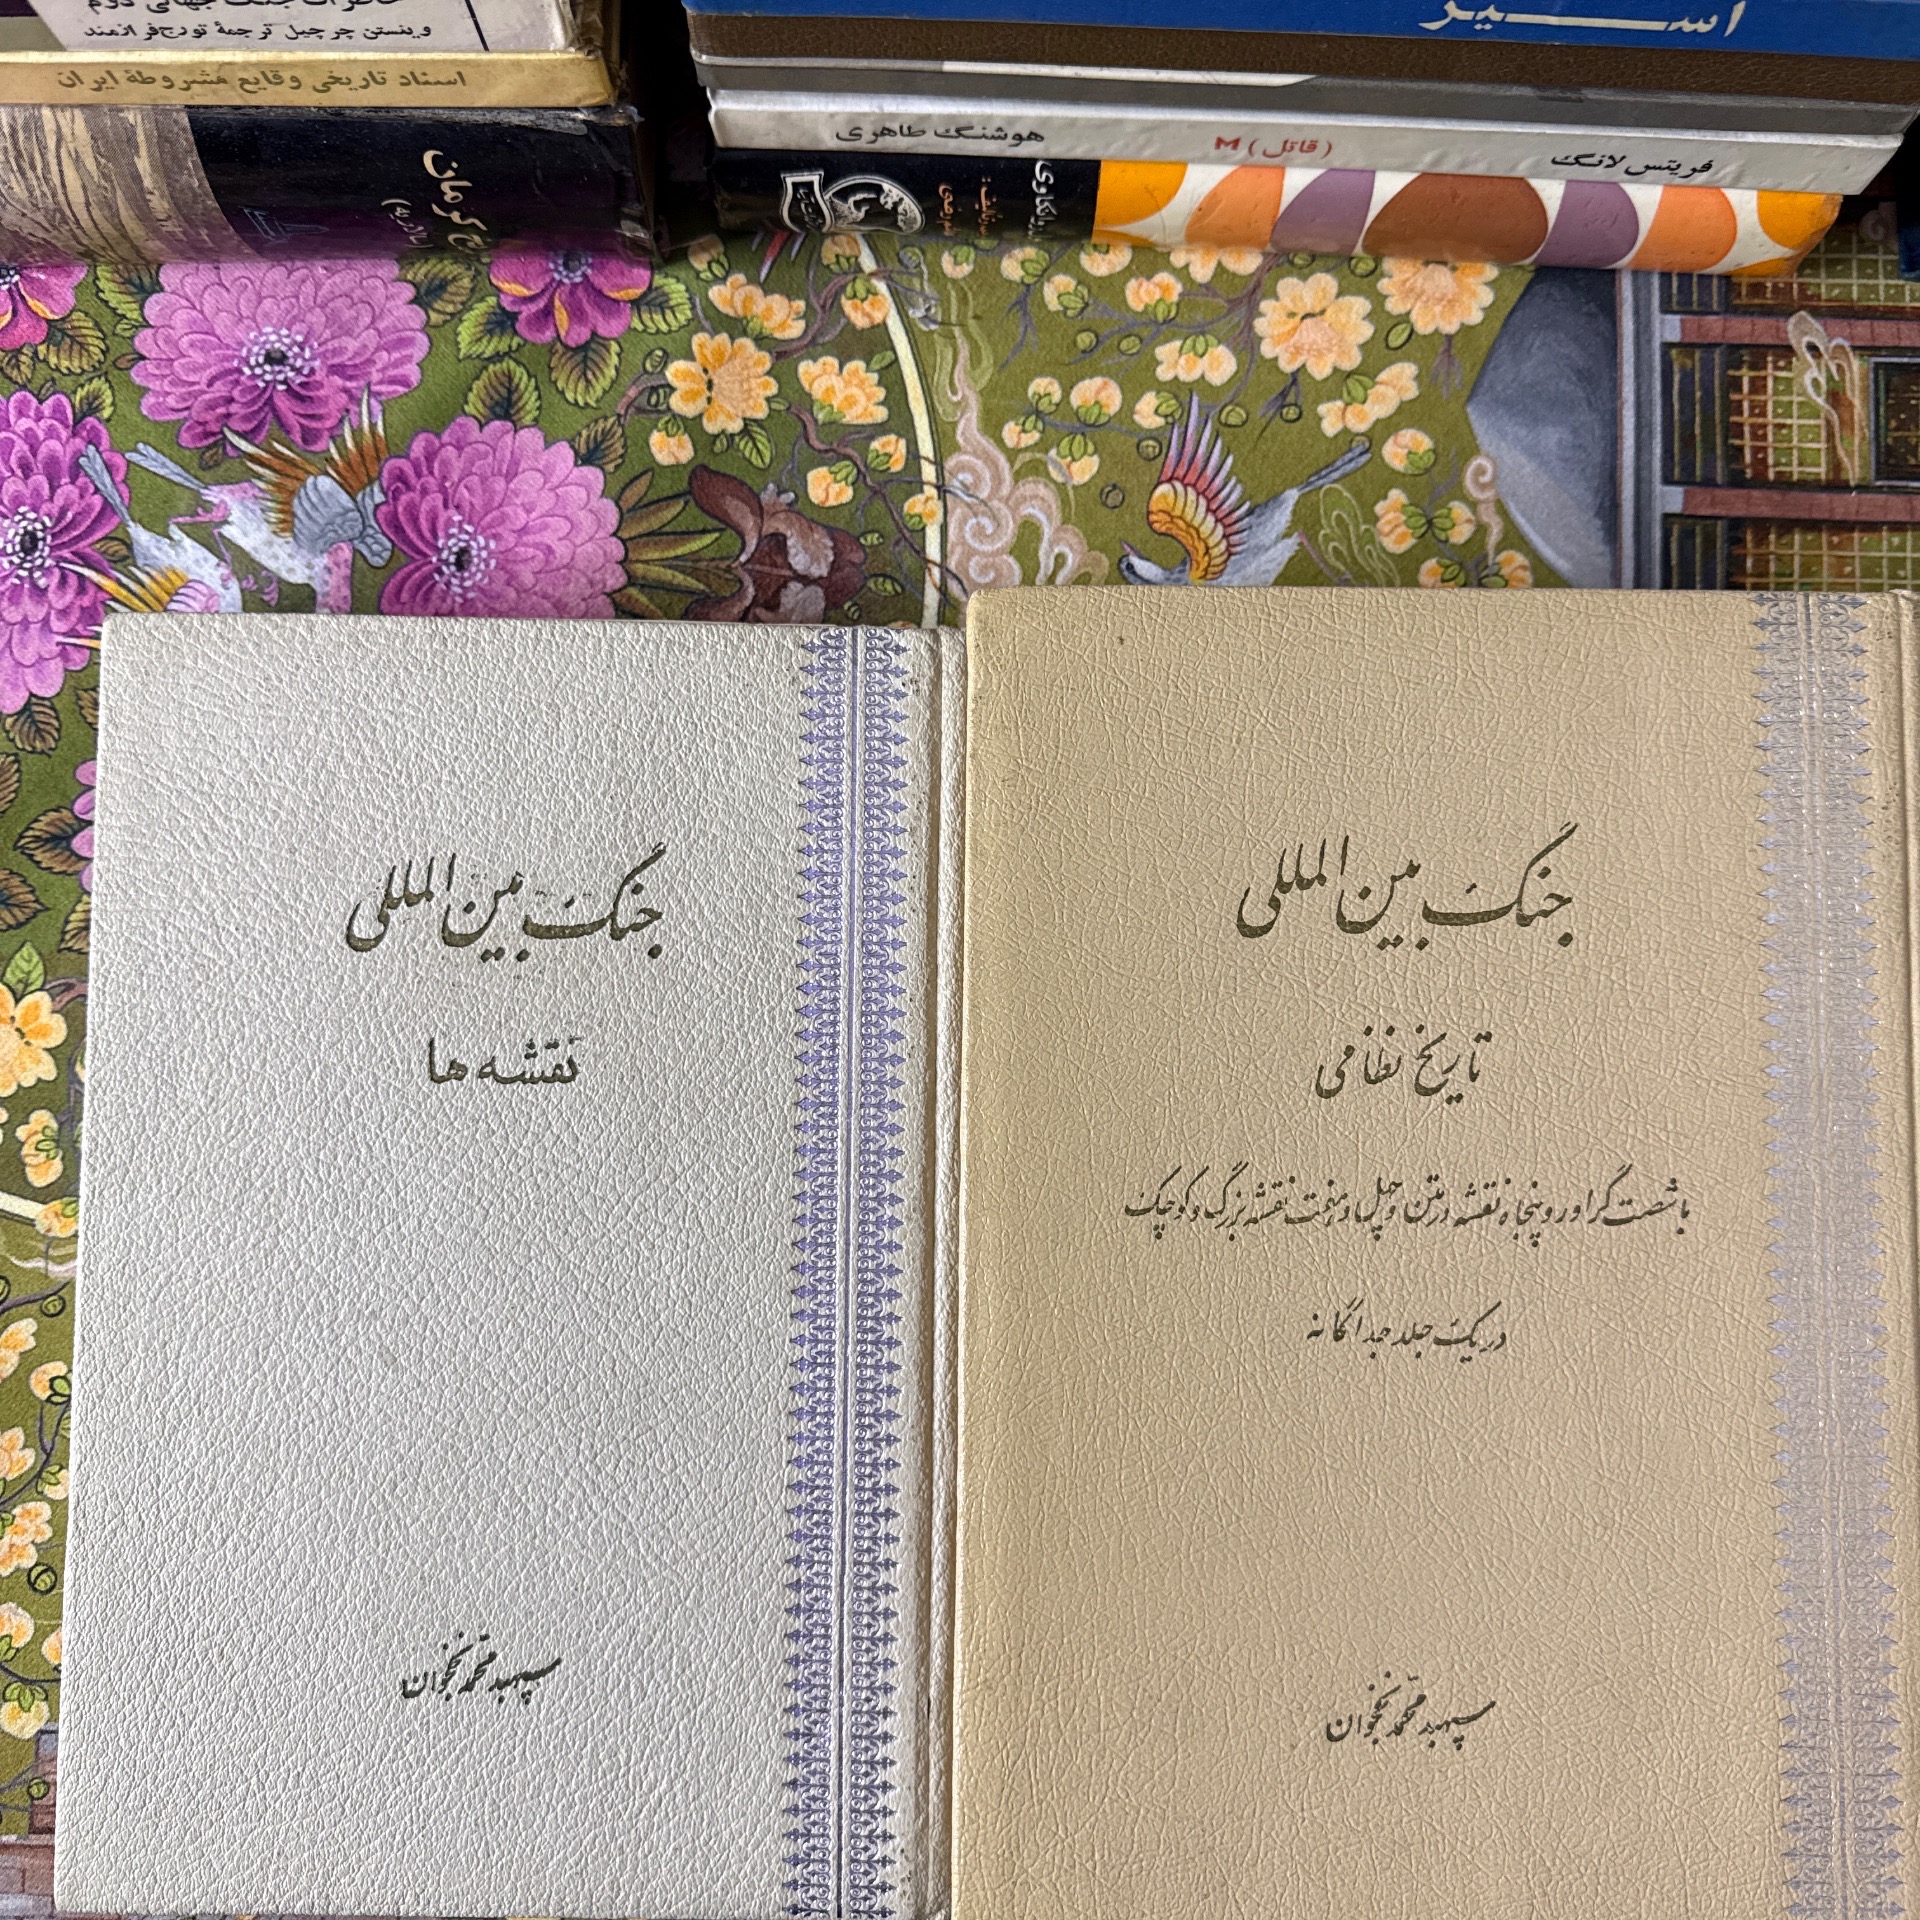 خاطرات جنگ جهانی دوم
وینستن چرچیل ترجمهٔ تورج فرازمند
اسناد تاریخی وقایع مشروطهٔ ایران
کرمان
اسیر
فریتس لانگ (قاتل) M هوشنگ طاهری
جنگ بین المللی
نقشه ها
سپهبد محمد نخجوان
جنگ بین المللی
تاریخ نظامی
با شصت گراور و پنجاه نقشه در متن و چهل و هفت نقشه بزرگ و کوچک
در یک جلد جداگانه
سپهبد محمد نخجوان